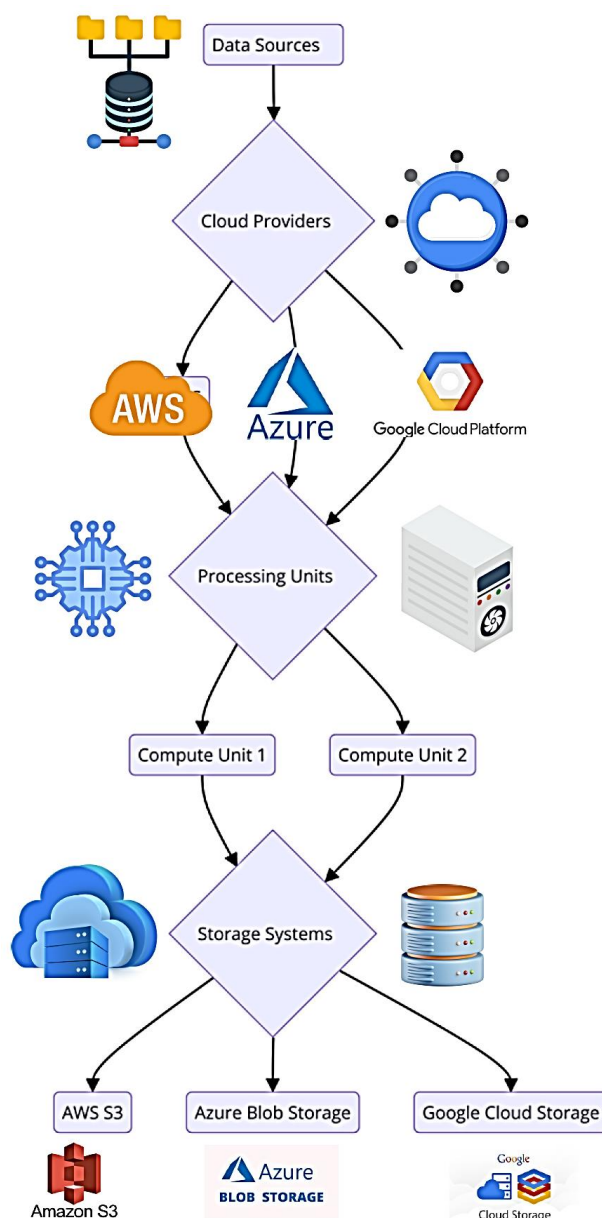 Data Sources
Cloud Providers
AWS
Azure
Google Cloud Platform
Processing Units
Compute Unit 1
Compute Unit 2
Storage Systems
AWS S3
Azure Blob Storage
Google Cloud Storage
Amazon S3
Azure
BLOB STORAGE
Google
Cloud Storage